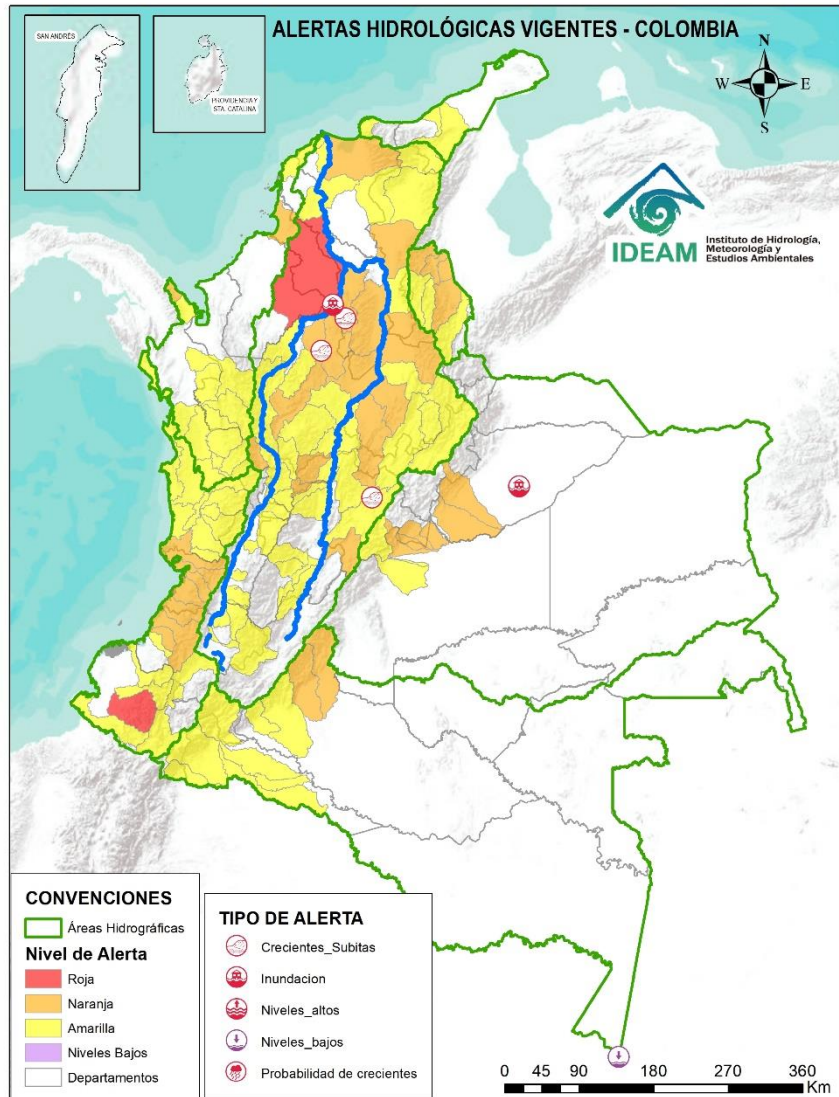 ALERTAS HIDROLÓGICAS VIGENTES - COLOMBIA
SAN ANDRÉS
PROVIDENCIA Y
STA. CATALINA
N
W
E
S
IDEAM
Instituto de Hidrología,
Meteorología y
Estudios Ambientales
CONVENCIONES
Áreas Hidrográficas
Nivel de Alerta
Roja
Naranja
Amarilla
Niveles Bajos
Departamentos
TIPO DE ALERTA
Crecientes_Subitas
Inundacion
Niveles_altos
Niveles_bajos
Probabilidad de crecientes
0 45 90 180 270 360
Km